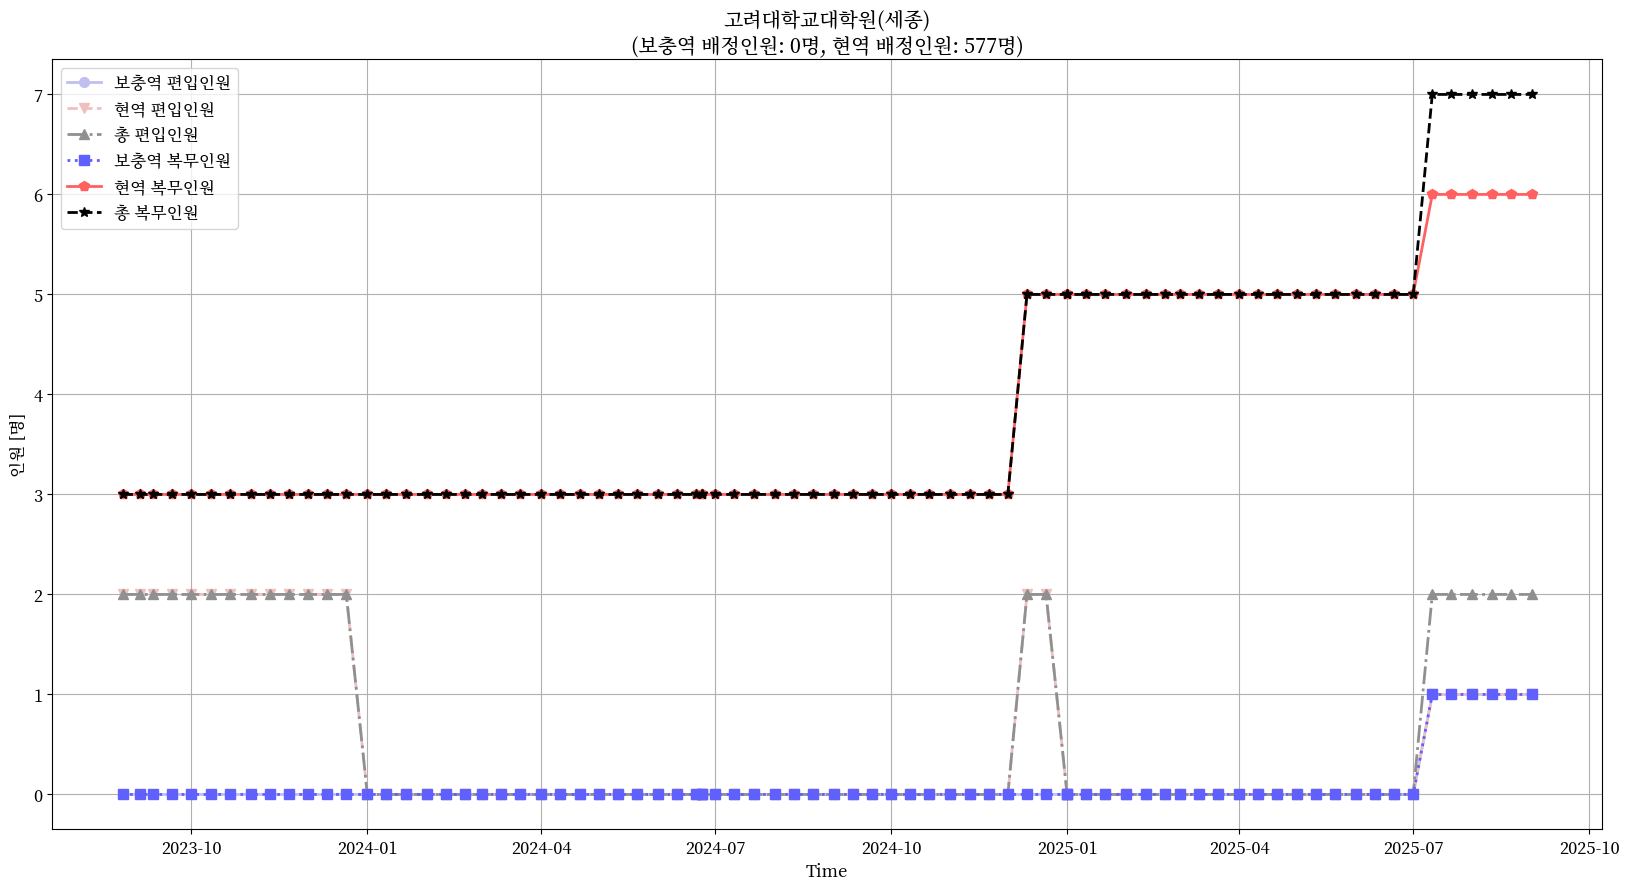 고려대학교대학원(세종)
(보충역 배정인원: 0명, 현역 배정인원: 577명)
보충역 편입인원
현역 편입인원
총 편입인원
보충역 복무인원
현역 복무인원
총 복무인원
인원 [명]
7
6
5
4
3
2
1
0
2023-10
2024-01
2024-04
2024-07
2024-10
2025-01
2025-04
2025-07
2025-10
Time